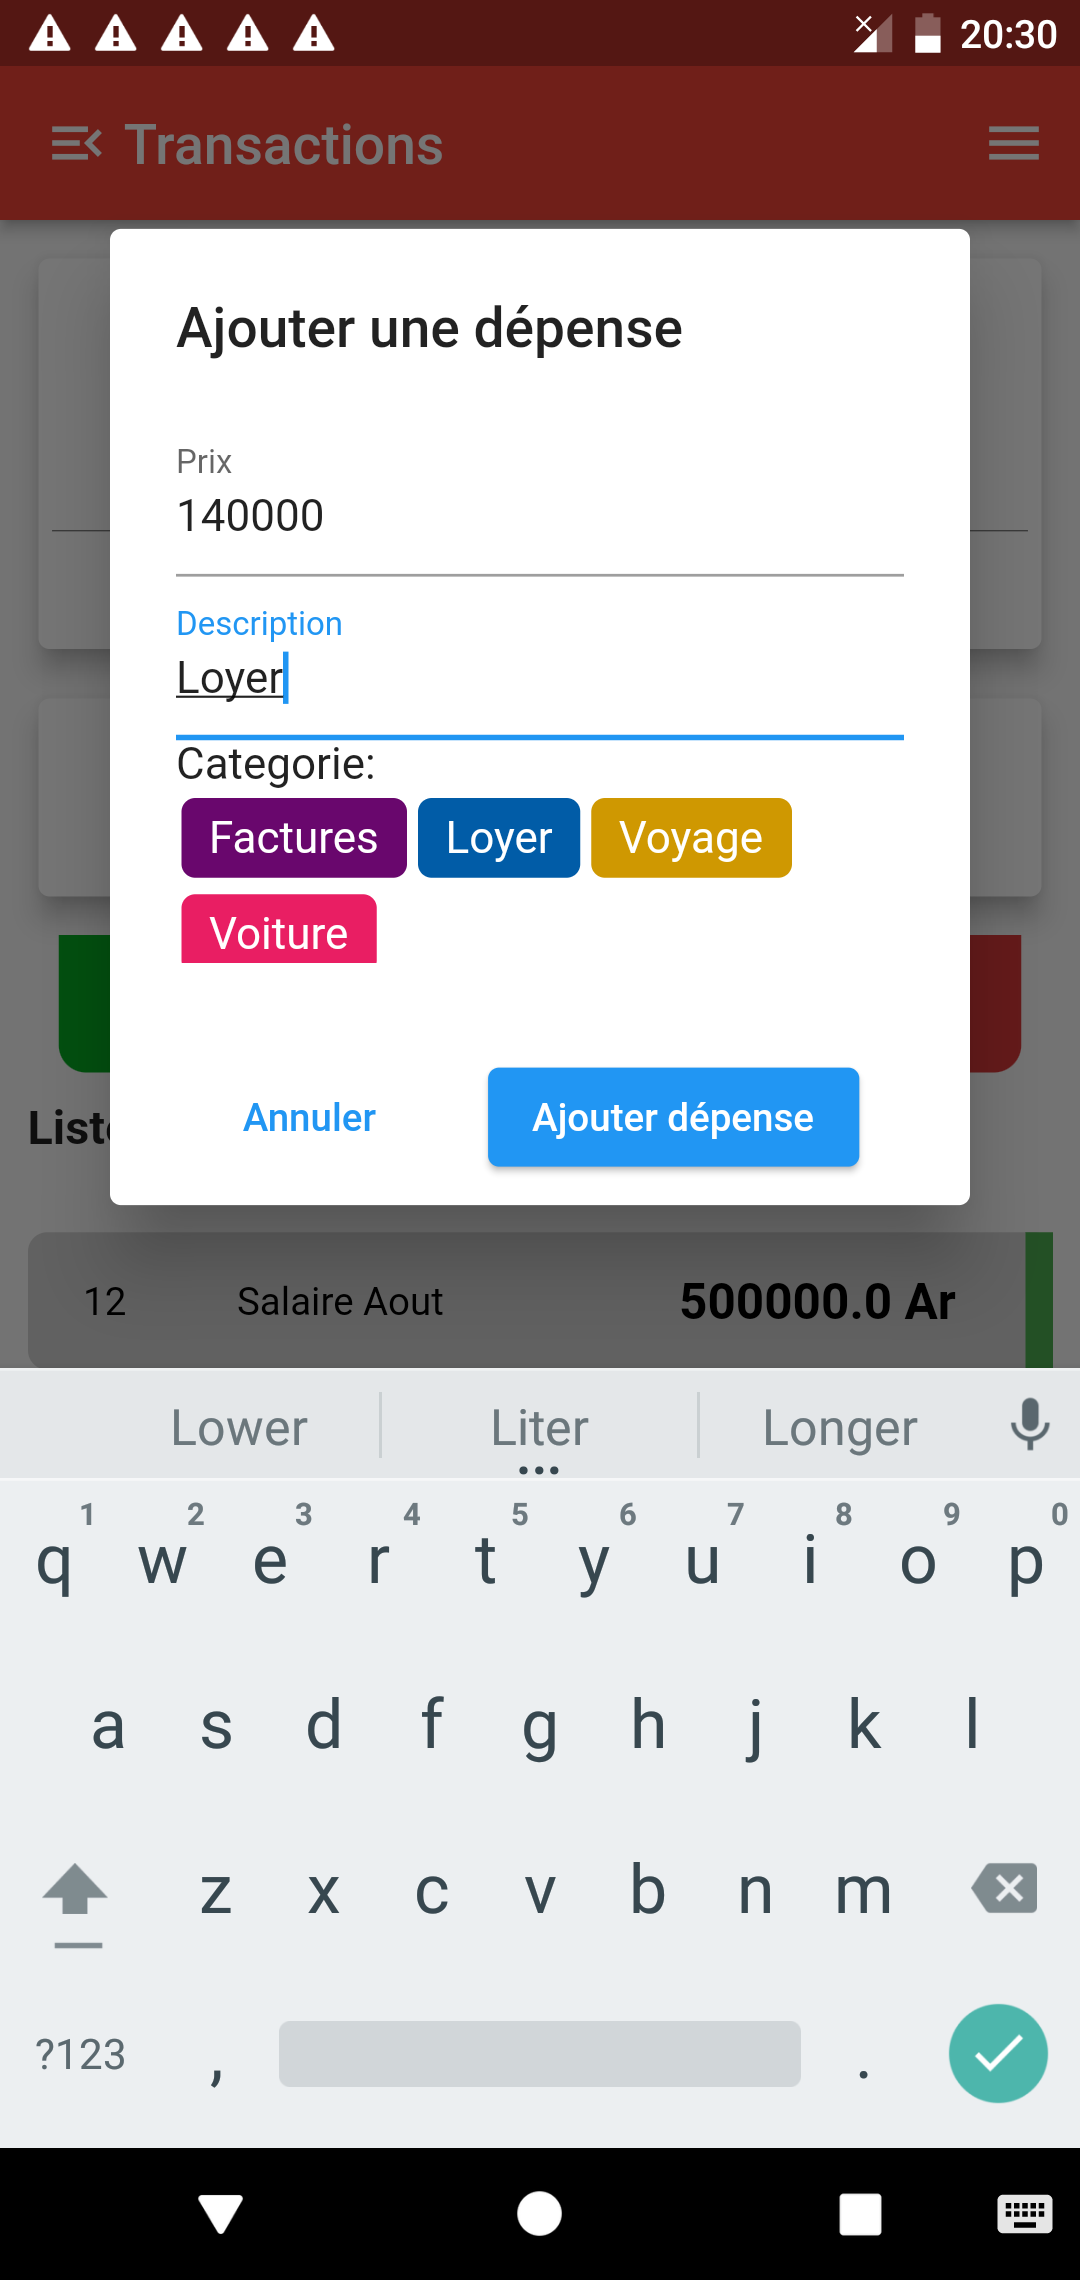 20:30
Transactions
Ajouter une dépense
Prix
140000
Description
Loyer
Categorie:
Factures Loyer Voyage
Voiture
Annuler Ajouter dépense
12 Salaire Aout 500000.0 Ar
Lower Liter Longer
1 2 3 4 5 6 7 8 9 0
q w e r t y u i o p
a s d f g h j k l
z x c v b n m
?123 , .